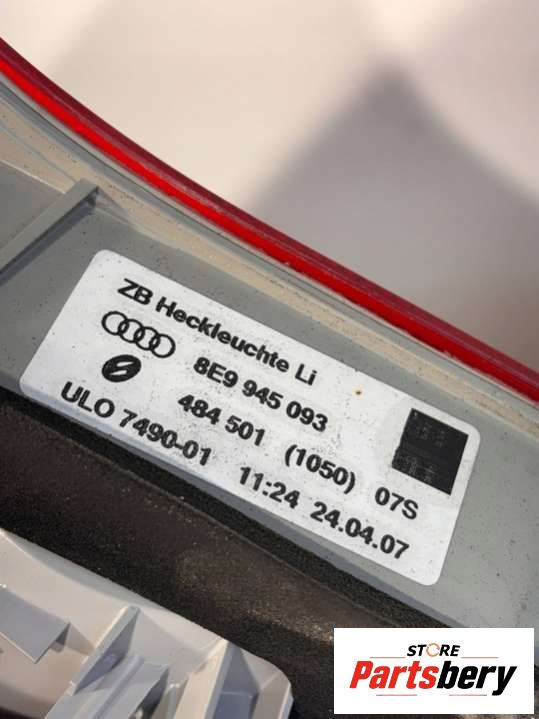 ZB Heckleuchte Li
8E9 945 093
484 501 (1050) 07S
ULO 7490-01 11:24 24.04.07
STORE
Partsbery